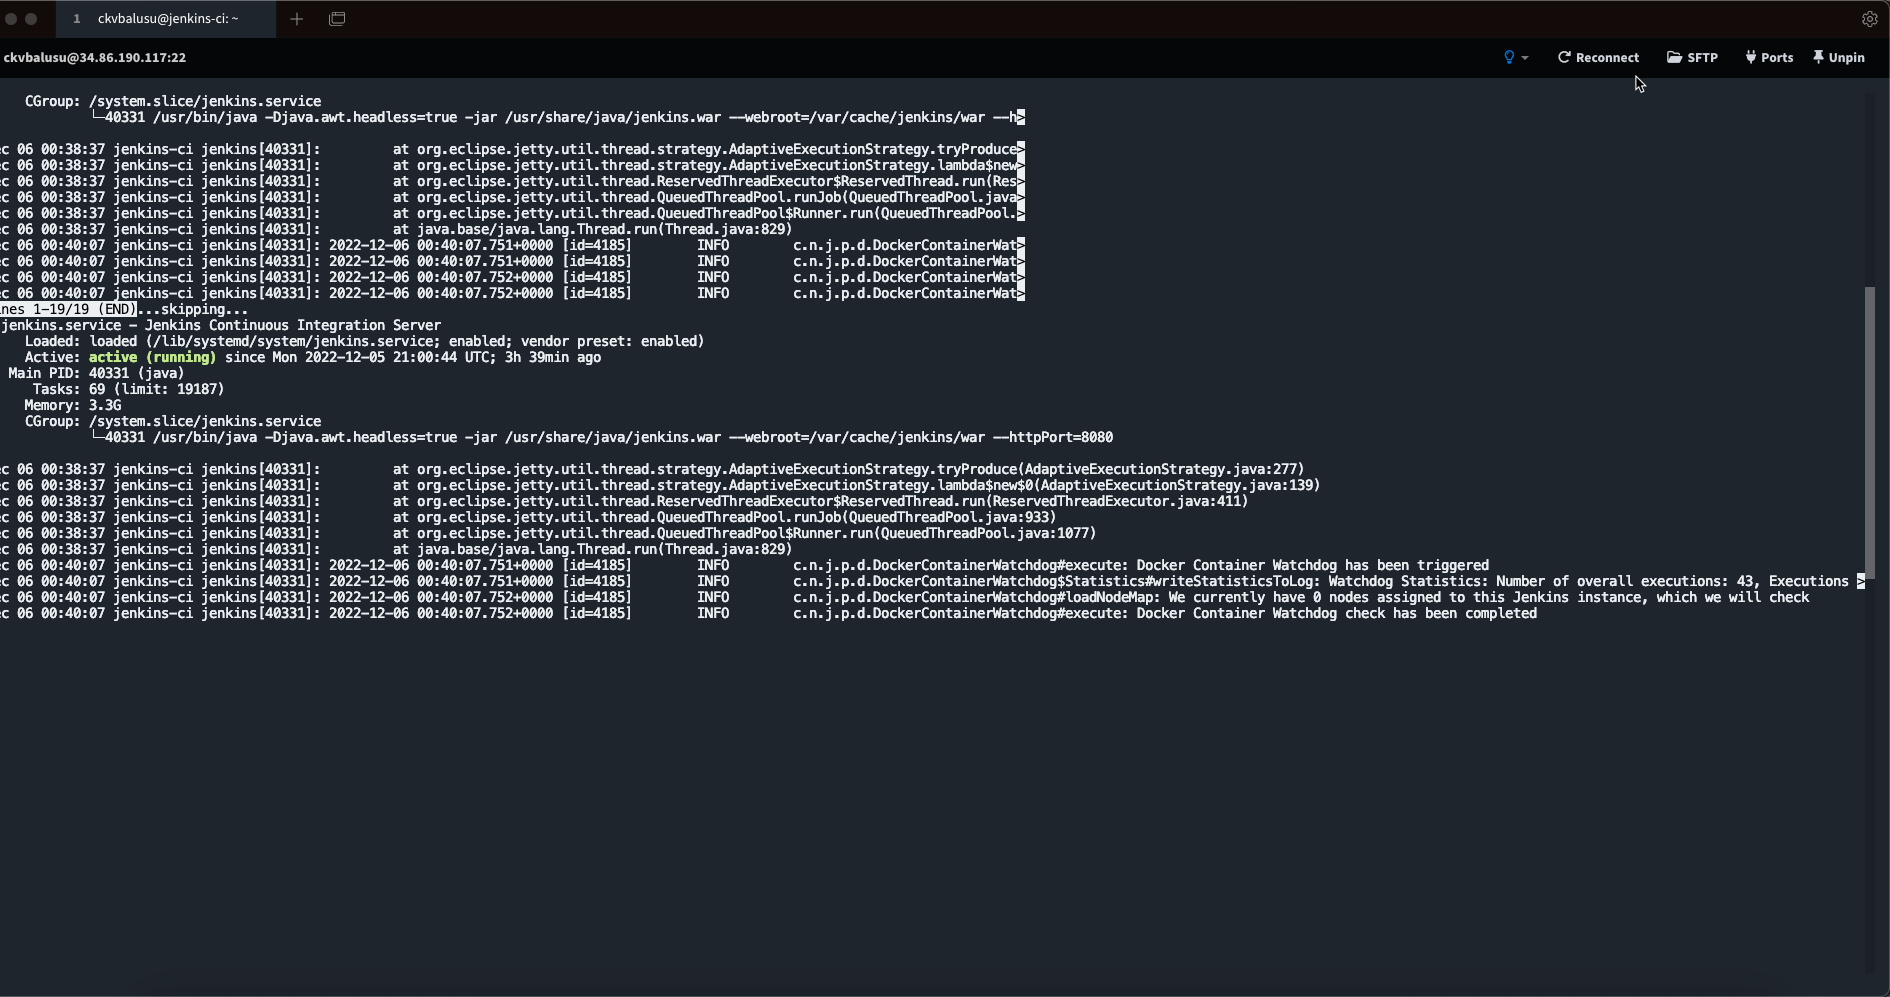 1 ckvbalusu@jenkins-ci: ~
ckvbalusu@34.86.190.117:22
Reconnect SFTP Ports Unpin
CGroup: /system.slice/jenkins.service
└─40331 /usr/bin/java -Djava.awt.headless=true -jar /usr/share/java/jenkins.war --webroot=/var/cache/jenkins/war --h>
ec 06 00:38:37 jenkins-ci jenkins[40331]: at org.eclipse.jetty.util.thread.strategy.AdaptiveExecutionStrategy.tryProduce>
ec 06 00:38:37 jenkins-ci jenkins[40331]: at org.eclipse.jetty.util.thread.strategy.AdaptiveExecutionStrategy.lambda$new>
ec 06 00:38:37 jenkins-ci jenkins[40331]: at org.eclipse.jetty.util.thread.ReservedThreadExecutor$ReservedThread.run(Res>
ec 06 00:38:37 jenkins-ci jenkins[40331]: at org.eclipse.jetty.util.thread.QueuedThreadPool.runJob(QueuedThreadPool.java>
ec 06 00:38:37 jenkins-ci jenkins[40331]: at org.eclipse.jetty.util.thread.QueuedThreadPool$Runner.run(QueuedThreadPool.>
ec 06 00:38:37 jenkins-ci jenkins[40331]: at java.base/java.lang.Thread.run(Thread.java:829)
ec 06 00:40:07 jenkins-ci jenkins[40331]: 2022-12-06 00:40:07.751+0000 [id=4185] INFO c.n.j.p.d.DockerContainerWat>
ec 06 00:40:07 jenkins-ci jenkins[40331]: 2022-12-06 00:40:07.751+0000 [id=4185] INFO c.n.j.p.d.DockerContainerWat>
ec 06 00:40:07 jenkins-ci jenkins[40331]: 2022-12-06 00:40:07.752+0000 [id=4185] INFO c.n.j.p.d.DockerContainerWat>
ec 06 00:40:07 jenkins-ci jenkins[40331]: 2022-12-06 00:40:07.752+0000 [id=4185] INFO c.n.j.p.d.DockerContainerWat>
ines 1-19/19 (END)...skipping...
jenkins.service - Jenkins Continuous Integration Server
Loaded: loaded (/lib/systemd/system/jenkins.service; enabled; vendor preset: enabled)
Active: active (running) since Mon 2022-12-05 21:00:44 UTC; 3h 39min ago
Main PID: 40331 (java)
Tasks: 69 (limit: 19187)
Memory: 3.3G
CGroup: /system.slice/jenkins.service
└─40331 /usr/bin/java -Djava.awt.headless=true -jar /usr/share/java/jenkins.war --webroot=/var/cache/jenkins/war --httpPort=8080
ec 06 00:38:37 jenkins-ci jenkins[40331]: at org.eclipse.jetty.util.thread.strategy.AdaptiveExecutionStrategy.tryProduce(AdaptiveExecutionStrategy.java:277)
ec 06 00:38:37 jenkins-ci jenkins[40331]: at org.eclipse.jetty.util.thread.strategy.AdaptiveExecutionStrategy.lambda$new$0(AdaptiveExecutionStrategy.java:139)
ec 06 00:38:37 jenkins-ci jenkins[40331]: at org.eclipse.jetty.util.thread.ReservedThreadExecutor$ReservedThread.run(ReservedThreadExecutor.java:411)
ec 06 00:38:37 jenkins-ci jenkins[40331]: at org.eclipse.jetty.util.thread.QueuedThreadPool.runJob(QueuedThreadPool.java:933)
ec 06 00:38:37 jenkins-ci jenkins[40331]: at org.eclipse.jetty.util.thread.QueuedThreadPool$Runner.run(QueuedThreadPool.java:1077)
ec 06 00:38:37 jenkins-ci jenkins[40331]: at java.base/java.lang.Thread.run(Thread.java:829)
ec 06 00:40:07 jenkins-ci jenkins[40331]: 2022-12-06 00:40:07.751+0000 [id=4185] INFO c.n.j.p.d.DockerContainerWatchdog#execute: Docker Container Watchdog has been triggered
ec 06 00:40:07 jenkins-ci jenkins[40331]: 2022-12-06 00:40:07.751+0000 [id=4185] INFO c.n.j.p.d.DockerContainerWatchdog$Statistics#writeStatisticsToLog: Watchdog Statistics: Number of overall executions: 43, Executions >
ec 06 00:40:07 jenkins-ci jenkins[40331]: 2022-12-06 00:40:07.752+0000 [id=4185] INFO c.n.j.p.d.DockerContainerWatchdog#loadNodeMap: We currently have 0 nodes assigned to this Jenkins instance, which we will check
ec 06 00:40:07 jenkins-ci jenkins[40331]: 2022-12-06 00:40:07.752+0000 [id=4185] INFO c.n.j.p.d.DockerContainerWatchdog#execute: Docker Container Watchdog check has been completed